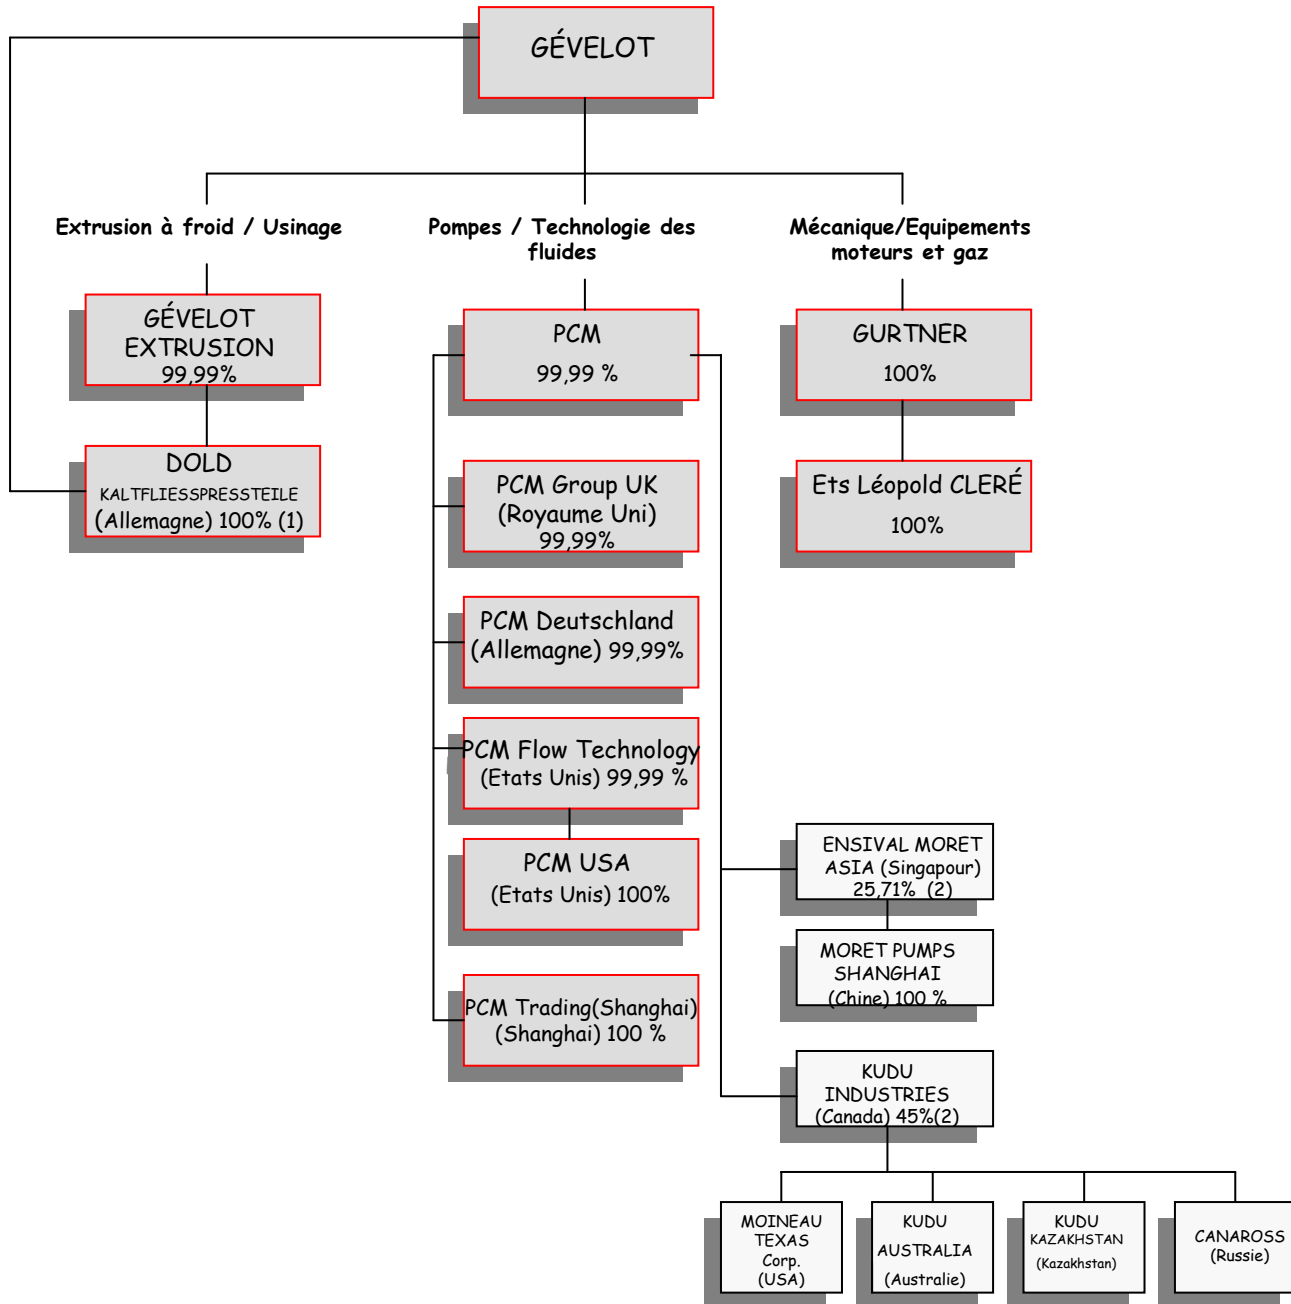 GÉVELOT
Extrusion à froid / Usinage
Pompes / Technologie des
fluides
Mécanique/Equipements
moteurs et gaz
GÉVELOT
EXTRUSION
99,99%
PCM
99,99 %
GURTNER
100%
DOLD
KALTFLIESSPRESSTEILE
(Allemagne) 100% (1)
PCM Group UK
(Royaume Uni)
99,99%
Ets Léopold CLERÉ
100%
PCM Deutschland
(Allemagne) 99,99%
PCM Flow Technology
(Etats Unis) 99,99 %
PCM USA
(Etats Unis) 100%
PCM Trading(Shanghai)
(Shanghai) 100 %
ENSIVAL MORET
ASIA (Singapour)
25,71% (2)
MORET PUMPS
SHANGHAI
(Chine) 100 %
KUDU
INDUSTRIES
(Canada) 45%(2)
MOINEAU
TEXAS
Corp.
(USA)
KUDU
AUSTRALIA
(Australie)
KUDU
KAZAKHSTAN
(Kazakhstan)
CANAROSS
(Russie)